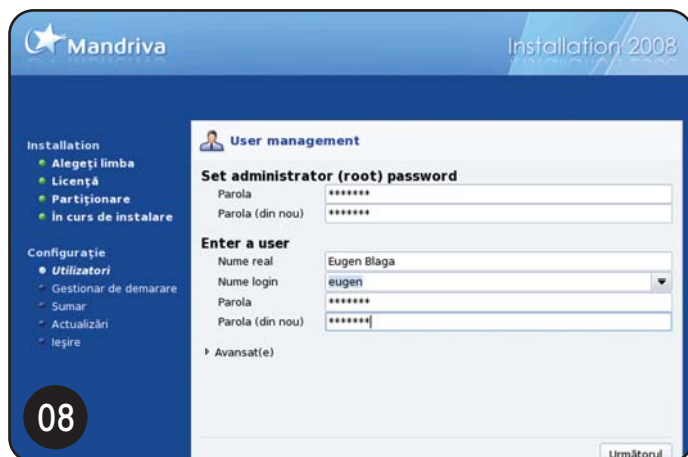 Mandriva
Installation 2008
Installation
Alegeți limba
Licență
Partiționare
În curs de instalare
Configurație
Utilizatori
Gestionar de demarare
Sumar
Actualizări
Ieșire
User management
Set administrator (root) password
Parola *******
Parola (din nou) *******
Enter a user
Nume real Eugen Blaga
Nume login eugen
Parola *******
Parola (din nou) *******
Avansat(e)
Următorul
08